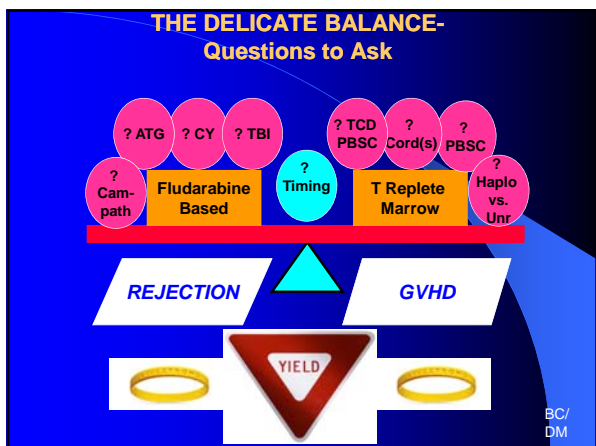 THE DELICATE BALANCE-
Questions to Ask
? ATG
? CY
? TBI
?
Cam-
path
Fludarabine
Based
?
Timing
? TCD
PBSC
?
Cord(s)
?
PBSC
T Replete
Marrow
?
Haplo
vs.
Unr
REJECTION
GVHD
YIELD
BC/
DM